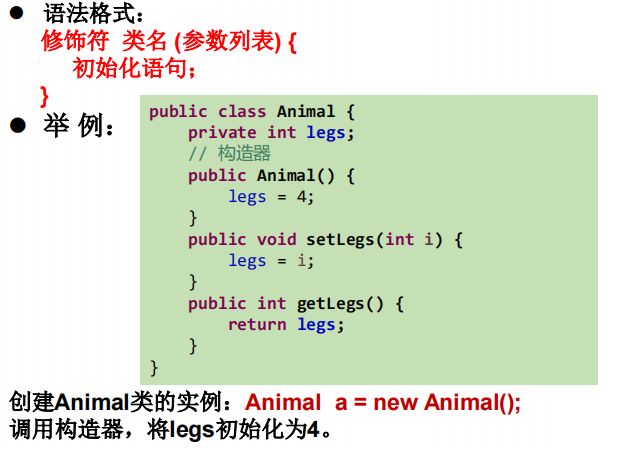 ● 语法格式：
修饰符 类名 (参数列表) {
初始化语句；
}
● 举 例：
public class Animal {
private int legs;
// 构造器
public Animal() {
legs = 4;
}
public void setLegs(int i) {
legs = i;
}
public int getLegs() {
return legs;
}
}
创建Animal类的实例：Animal a = new Animal();
调用构造器，将legs初始化为4。